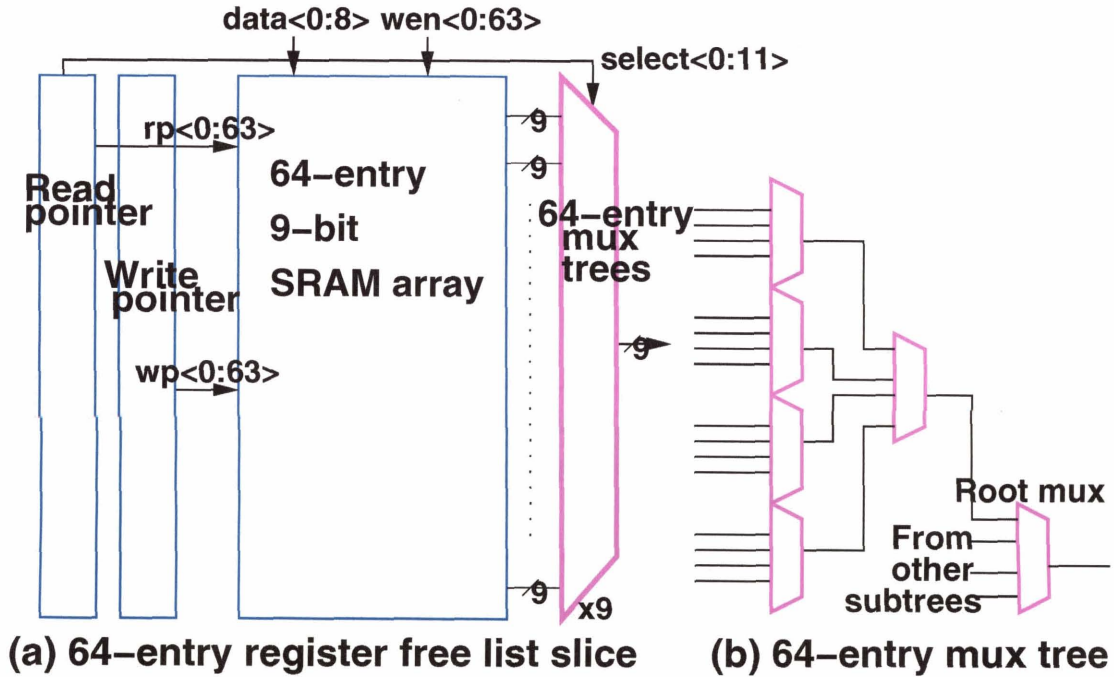 data<0:8> wen<0:63>
select<0:11>
rp<0:63>
9
9
Read
pointer
64-entry
9-bit
SRAM array
64-entry
mux
trees
Write
pointer
9
wp<0:63>
Root mux
From
other
subtrees
9
x9
(a) 64-entry register free list slice
(b) 64-entry mux tree